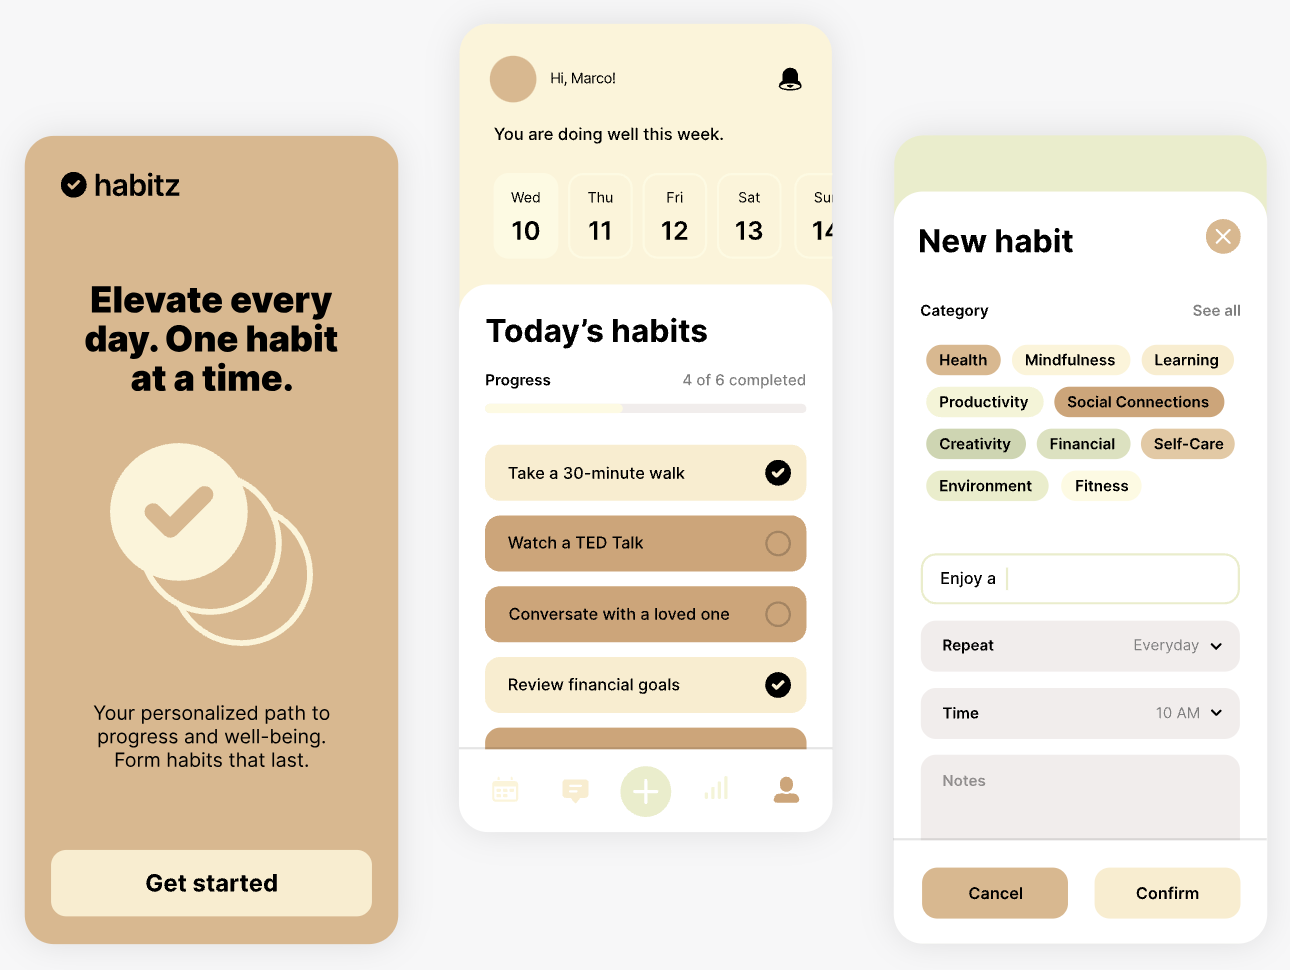 habitz
Elevate every
day. One habit
at a time.
Your personalized path to
progress and well-being.
Form habits that last.
Get started
Hi, Marco!
You are doing well this week.
Wed Thu Fri Sat
10 11 12 13
Today’s habits
Progress 4 of 6 completed
Take a 30-minute walk
Watch a TED Talk
Conversate with a loved one
Review financial goals
New habit
Category See all
Health Mindfulness Learning
Productivity Social Connections
Creativity Financial Self-Care
Environment Fitness
Enjoy a
Repeat Everyday
Time 10 AM
Notes
Cancel Confirm